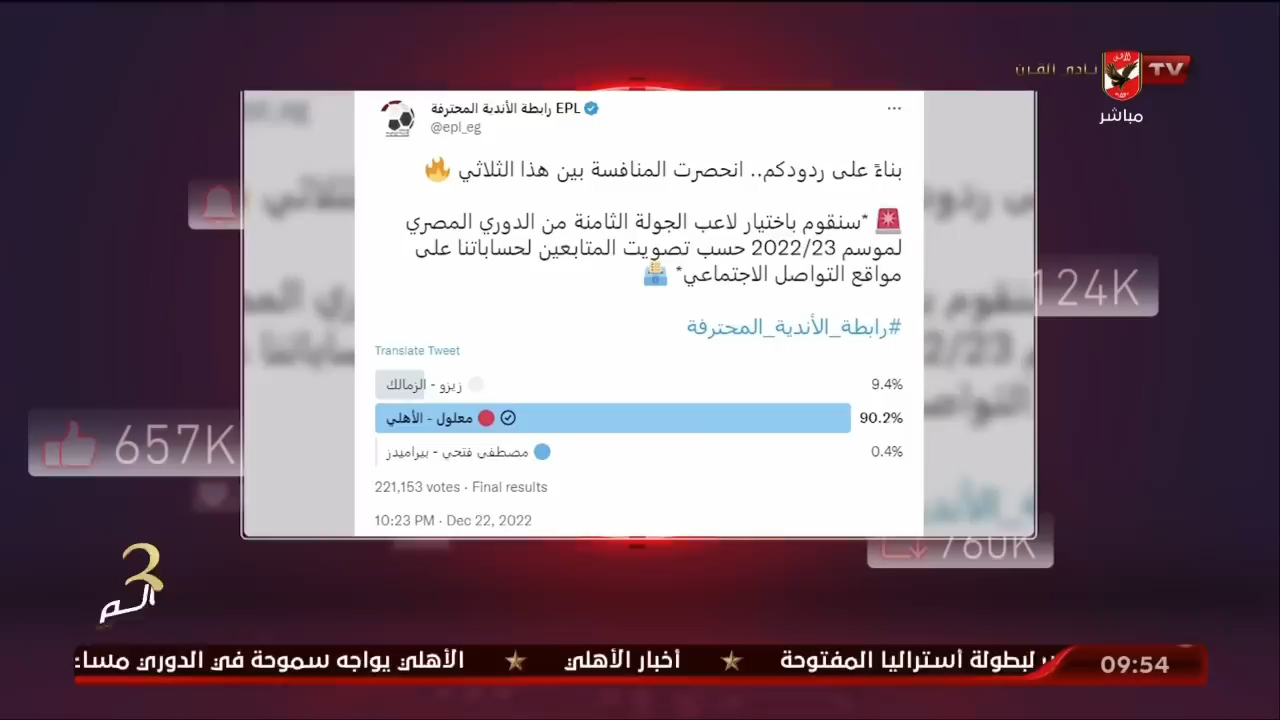 نادي القرن
TV
مباشر
رابطة الأندية المحترفة EPL
@epl_eg
بناءً على ردودكم.. انحصرت المنافسة بين هذا الثلاثي 🔥
🚨 *سنقوم باختيار لاعب الجولة الثامنة من الدوري المصري
لموسم 2022/23 حسب تصويت المتابعين لحساباتنا على
مواقع التواصل الاجتماعي* 🗳️
#رابطة_الأندية_المحترفة
Translate Tweet
زيزو - الزمالك ⚪ 9.4%
معلول - الأهلي 🔴 90.2%
مصطفى فتحي - بيراميدز 🔵 0.4%
221,153 votes · Final results
10:23 PM · Dec 22, 2022
124K
657K
760K
لبطولة أستراليا المفتوحة ★ أخبار الأهلي ★ الأهلي يواجه سموحة في الدوري
09:54